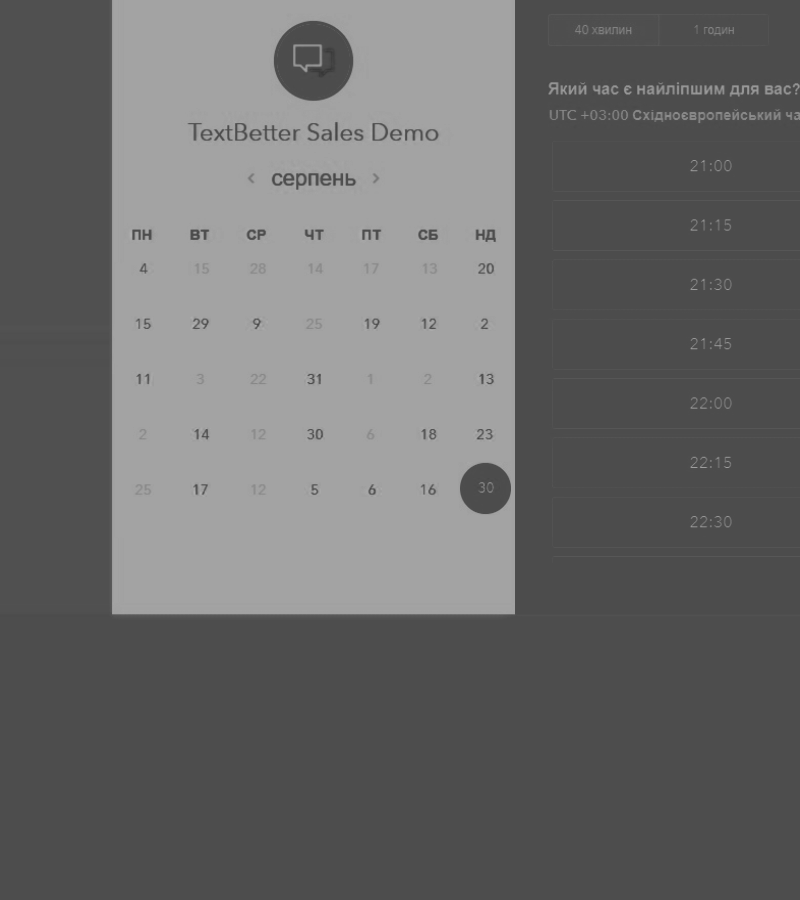 TextBetter Sales Demo
‹ серпень ›
ПН ВТ СР ЧТ ПТ СБ НД
4 15 28 14 17 13 20
15 29 9 25 19 12 2
11 3 22 31 1 2 13
2 14 12 30 6 18 23
25 17 12 5 6 16 30
40 хвилин 1 годин
Який час є найліпшим для вас?
UTC +03:00 Східноєвропейський ча
21:00
21:15
21:30
21:45
22:00
22:15
22:30